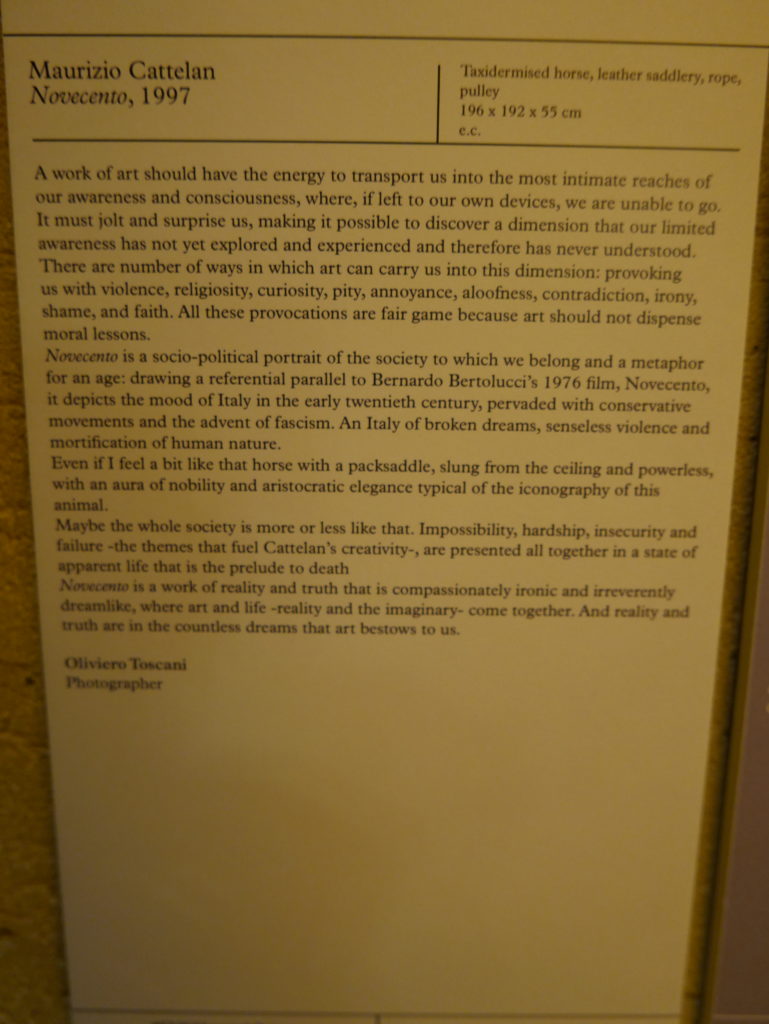 Maurizio Cattelan
Novecento, 1997
Taxidermised horse, leather saddlery, rope,
pulley
196 x 192 x 55 cm
e.c.
A work of art should have the energy to transport us into the most intimate reaches of
our awareness and consciousness, where, if left to our own devices, we are unable to go.
It must jolt and surprise us, making it possible to discover a dimension that our limited
awareness has not yet explored and experienced and therefore has never understood.
There are number of ways in which art can carry us into this dimension: provoking
us with violence, religiosity, curiosity, pity, annoyance, aloofness, contradiction, irony,
shame, and faith. All these provocations are fair game because art should not dispense
moral lessons.
Novecento is a socio-political portrait of the society to which we belong and a metaphor
for an age: drawing a referential parallel to Bernardo Bertolucci's 1976 film, Novecento,
it depicts the mood of Italy in the early twentieth century, pervaded with conservative
movements and the advent of fascism. An Italy of broken dreams, senseless violence and
mortification of human nature.
Even if I feel a bit like that horse with a packsaddle, slung from the ceiling and powerless,
with an aura of nobility and aristocratic elegance typical of the iconography of this
animal.
Maybe the whole society is more or less like that. Impossibility, hardship, insecurity and
failure -the themes that fuel Cattelan's creativity-, are presented all together in a state of
apparent life that is the prelude to death
Novecento is a work of reality and truth that is compassionately ironic and irreverently
dreamlike, where art and life -reality and the imaginary- come together. And reality and
truth are in the countless dreams that art bestows to us.
Oliviero Toscani
Photographer